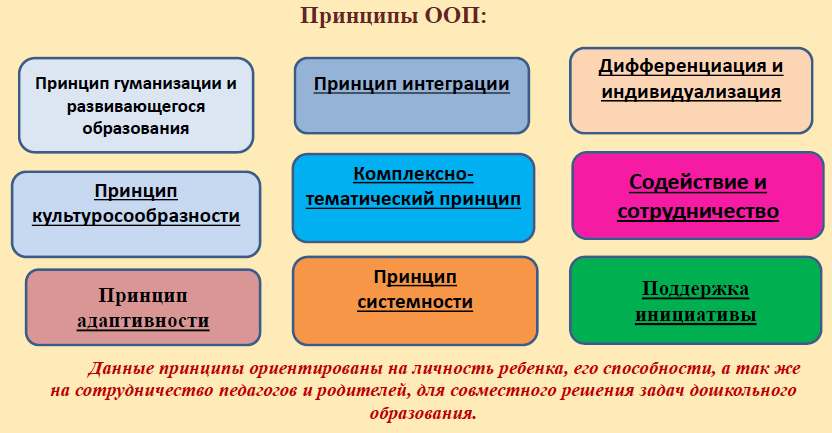 Принципы ООП:
Принцип гуманизации и
развивающегося
образования
Принцип интеграции
Дифференциация и
индивидуализация
Принцип
культуросообразности
Комплексно-
тематический принцип
Содействие и
сотрудничество
Принцип
адаптивности
Принцип
системности
Поддержка
инициативы
Данные принципы ориентированы на личность ребенка, его способности, а так же
на сотрудничество педагогов и родителей, для совместного решения задач дошкольного
образования.